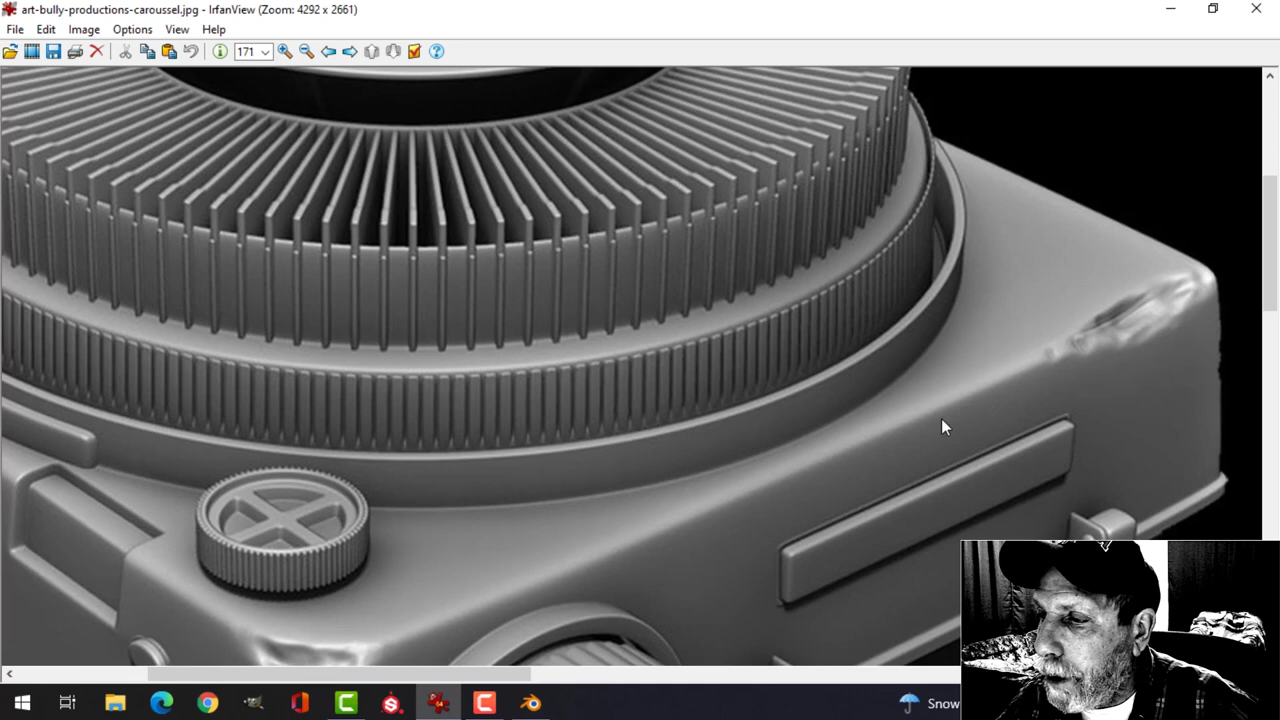 art-bully-productions-caroussel.jpg - IrfanView (Zoom: 4292 x 2661)
File Edit Image Options View Help
171
Snow